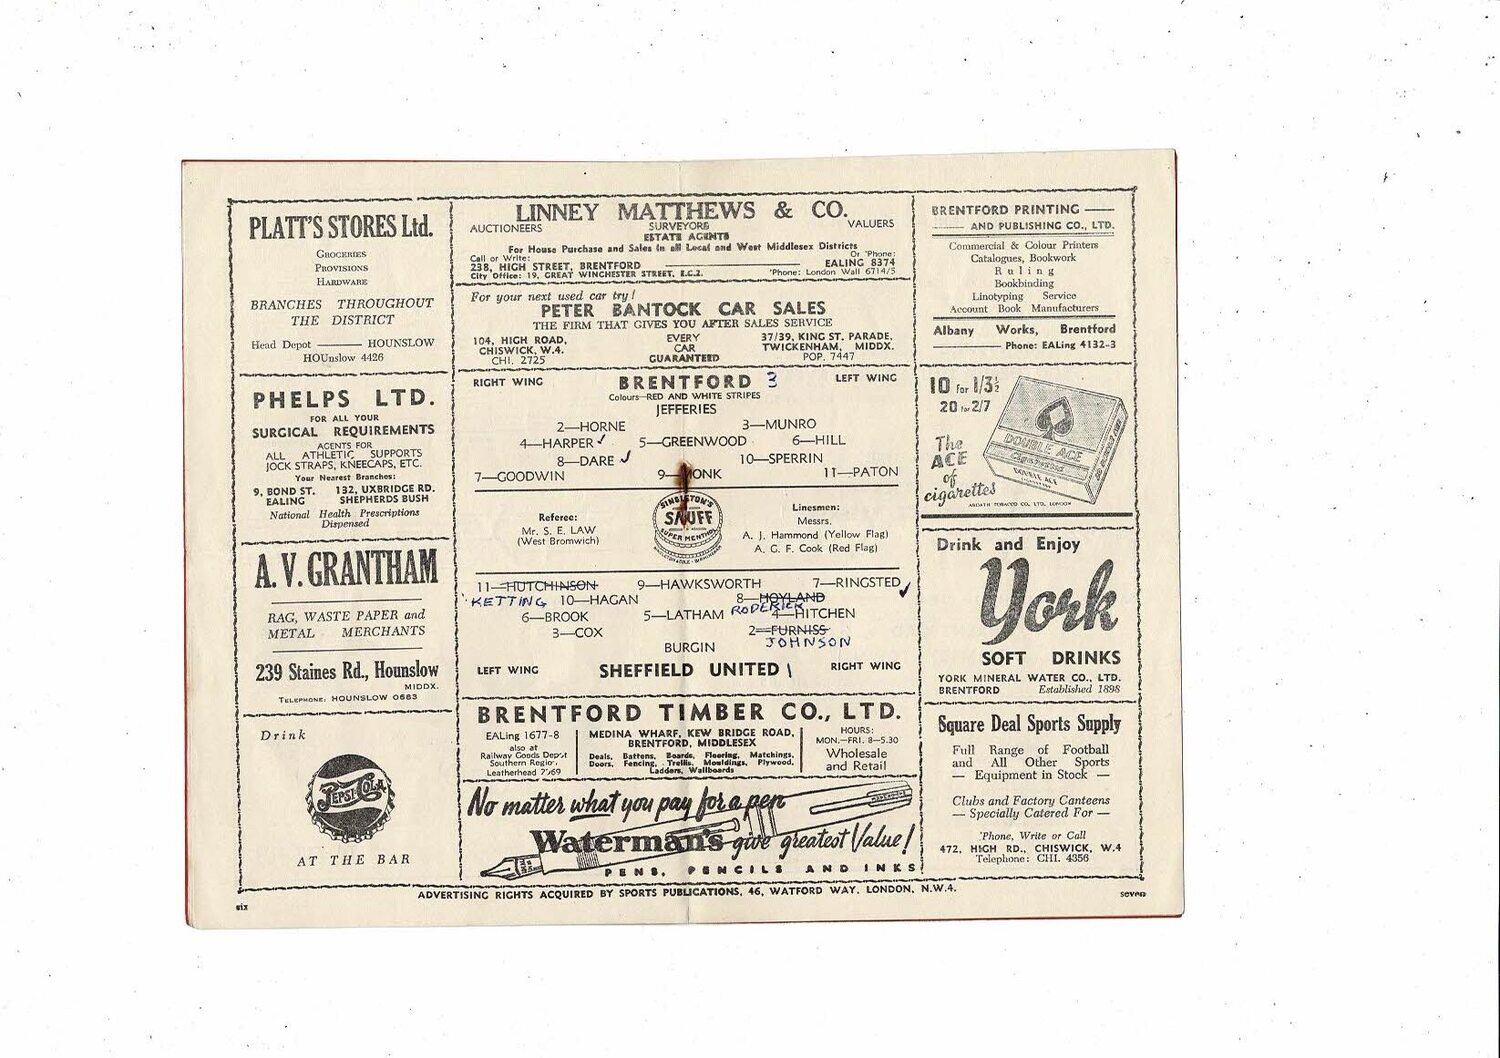 PLATT'S STORES Ltd.
GROCERIES
PROVISIONS
HARDWARE
BRANCHES THROUGHOUT
THE DISTRICT
Head Depot ——— HOUNSLOW
HOUnslow 4426
PHELPS LTD.
FOR ALL YOUR
SURGICAL REQUIREMENTS
AGENTS FOR
ALL ATHLETIC SUPPORTS
JOCK STRAPS, KNEECAPS, ETC.
Your Nearest Branches:
9, BOND ST. 132, UXBRIDGE RD.
EALING SHEPHERDS BUSH
National Health Prescriptions
Dispensed
A. V. GRANTHAM
RAG, WASTE PAPER and
METAL MERCHANTS
239 Staines Rd., Hounslow
MIDDX.
TELEPHONE: HOUNSLOW 0683
Drink
PEPSI-COLA
AT THE BAR
six
LINNEY MATTHEWS & CO.
AUCTIONEERS SURVEYORS VALUERS
ESTATE AGENTS
For House Purchase and Sales in all Local and West Middlesex Districts
Call or Write: Or 'Phone:
238, HIGH STREET, BRENTFORD ——— EALING 8374
City Office: 19, GREAT WINCHESTER STREET, E.C.2. 'Phone: London Wall 6714/5
For your next used car try!
PETER BANTOCK CAR SALES
THE FIRM THAT GIVES YOU AFTER SALES SERVICE
104, HIGH ROAD, EVERY 37/39, KING ST. PARADE,
CHISWICK, W.4. CAR TWICKENHAM, MIDDX.
CHI. 2725 GUARANTEED POP. 7447
RIGHT WING BRENTFORD 3 LEFT WING
Colours—RED AND WHITE STRIPES
JEFFERIES
2—HORNE 3—MUNRO
4—HARPER ✓ 5—GREENWOOD 6—HILL
8—DARE ✓ 10—SPERRIN
7—GOODWIN 9—MONK 11—PATON
Referee:
Mr. S. E. LAW
(West Bromwich)
SINGLETON'S
SNUFF
SUPER MENTHOL
Linesmen:
Messrs.
A. J. Hammond (Yellow Flag)
A. G. F. Cook (Red Flag)
11—HUTCHINSON 9—HAWKSWORTH 7—RINGSTED ✓
KETTING 10—HAGAN 8—HOYLAND
6—BROOK 5—LATHAM RODERICK 4—HITCHEN
3—COX 2—FURNISS
BURGIN JOHNSON
LEFT WING SHEFFIELD UNITED 1 RIGHT WING
BRENTFORD TIMBER CO., LTD.
EALing 1677-8
also at
Railway Goods Depot
Southern Region,
Leatherhead
MEDINA WHARF, KEW BRIDGE ROAD,
BRENTFORD, MIDDLESEX
Deals, Battens, Boards, Flooring, Matchings,
Doors, Fencing, Trellis, Mouldings, Plywood,
Ladders, Wallboards
HOURS:
MON.-FRI. 8-5.30
Wholesale
and Retail
No matter what you pay for a pen
Waterman's give greatest Value!
PENS, PENCILS AND INKS
ADVERTISING RIGHTS ACQUIRED BY SPORTS PUBLICATIONS, 46, WATFORD WAY, LONDON, N.W.4.
BRENTFORD PRINTING ———
——— AND PUBLISHING CO., LTD.
Commercial & Colour Printers
Catalogues, Bookwork
Ruling
Bookbinding
Linotyping Service
Account Book Manufacturers
Albany Works, Brentford
——— Phone: EALing 4132-3
10 for 1/3½
20 for 2/7
The
ACE
of
cigarettes
DOUBLE ACE
Cigarettes
DOUBLE ACE
ARDATH TOBACCO CO. LTD. LONDON
Drink and Enjoy
York
SOFT DRINKS
YORK MINERAL WATER CO., LTD.
BRENTFORD Established 1898
Square Deal Sports Supply
Full Range of Football
and All Other Sports
— Equipment in Stock —
Clubs and Factory Canteens
— Specially Catered For —
'Phone, Write or Call
472, HIGH RD., CHISWICK, W.4
Telephone: CHI. 4356
seven